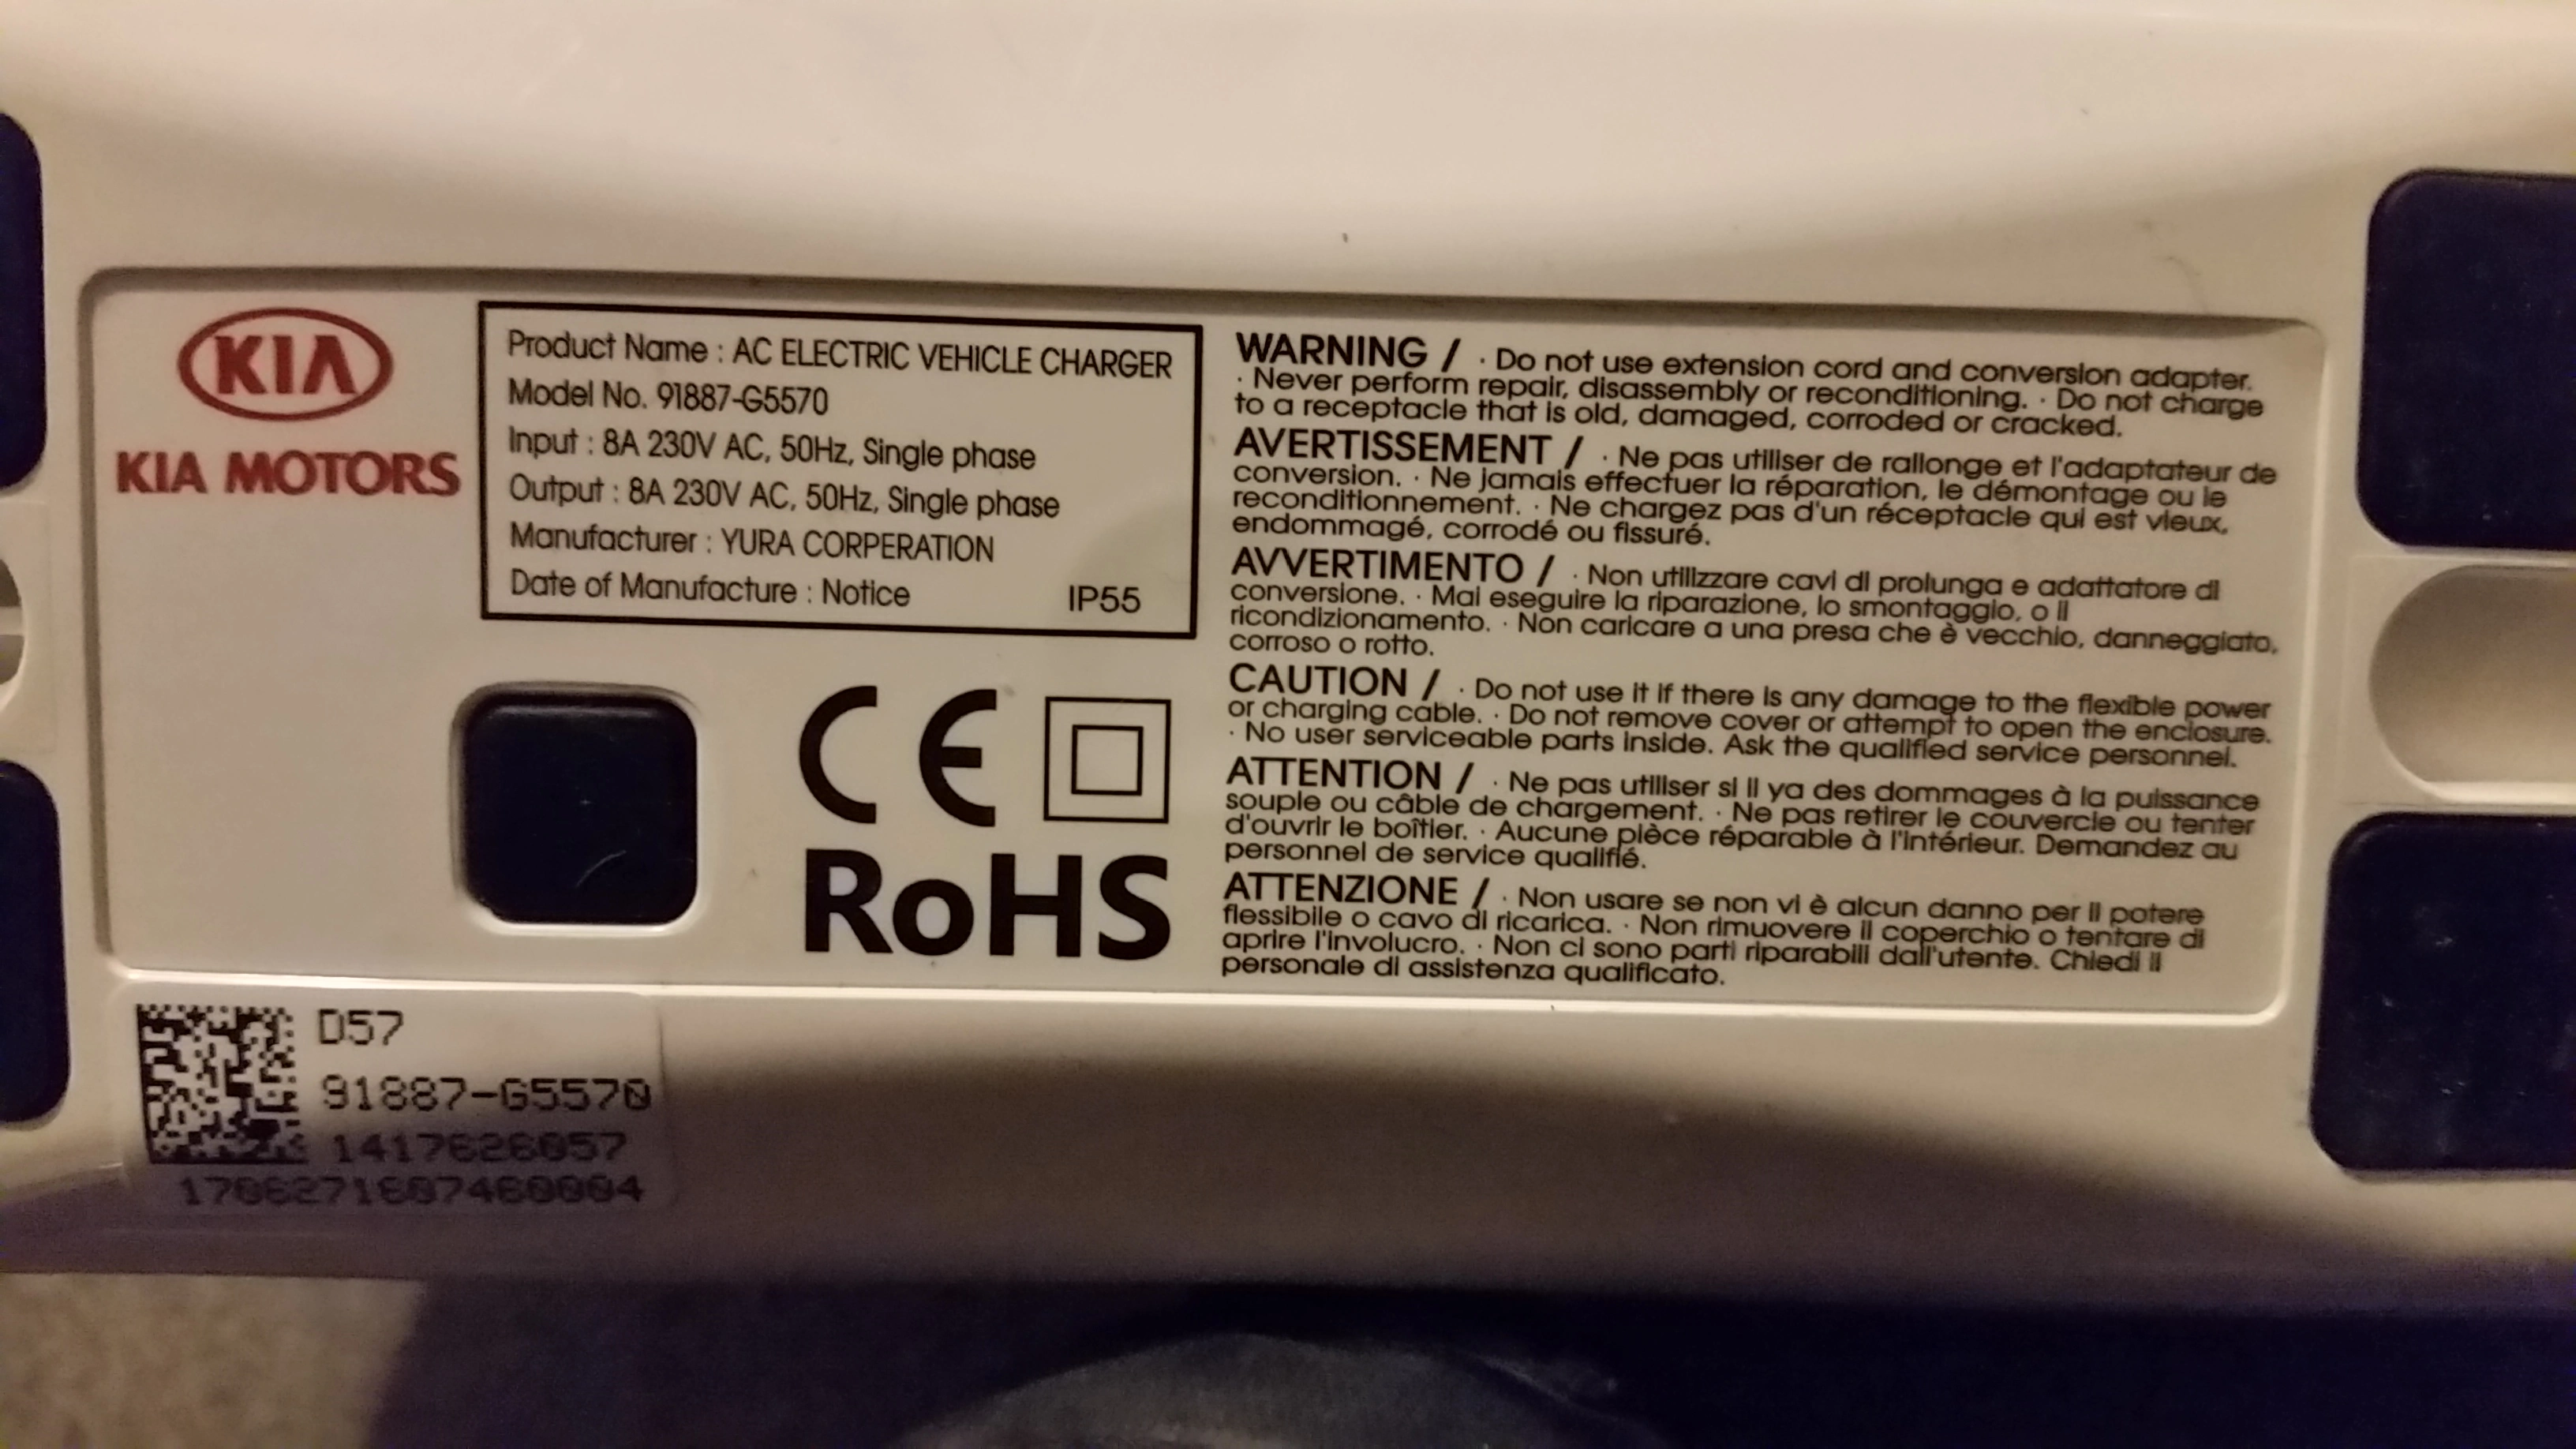 KIA
KIA MOTORS
Product Name : AC ELECTRIC VEHICLE CHARGER
Model No. 91887-G5570
Input : 8A 230V AC, 50Hz, Single phase
Output : 8A 230V AC, 50Hz, Single phase
Manufacturer : YURA CORPERATION
Date of Manufacture : Notice IP55
CE
RoHS
WARNING / · Do not use extension cord and conversion adapter.
· Never perform repair, disassembly or reconditioning. · Do not charge
to a receptacle that is old, damaged, corroded or cracked.
AVERTISSEMENT / · Ne pas utiliser de rallonge et l'adaptateur de
conversion. · Ne jamais effectuer la réparation, le démontage ou le
reconditionnement. · Ne chargez pas d'un réceptacle qui est vieux,
endommagé, corrodé ou fissuré.
AVVERTIMENTO / · Non utilizzare cavi di prolunga e adattatore di
conversione. · Mai eseguire la riparazione, lo smontaggio, o il
ricondizionamento. · Non caricare a una presa che è vecchio, danneggiato,
corroso o rotto.
CAUTION / · Do not use it if there is any damage to the flexible power
or charging cable. · Do not remove cover or attempt to open the enclosure.
· No user serviceable parts inside. Ask the qualified service personnel.
ATTENTION / · Ne pas utiliser si il ya des dommages à la puissance
souple ou câble de chargement. · Ne pas retirer le couvercle ou tenter
d'ouvrir le boîtier. · Aucune pièce réparable à l'intérieur. Demandez au
personnel de service qualifié.
ATTENZIONE / · Non usare se non vi è alcun danno per il potere
flessibile o cavo di ricarica. · Non rimuovere il coperchio o tentare di
aprire l'involucro. · Non ci sono parti riparabili dall'utente. Chiedi il
personale di assistenza qualificato.
D57
91887-G5570
1417626057
1706271607460004